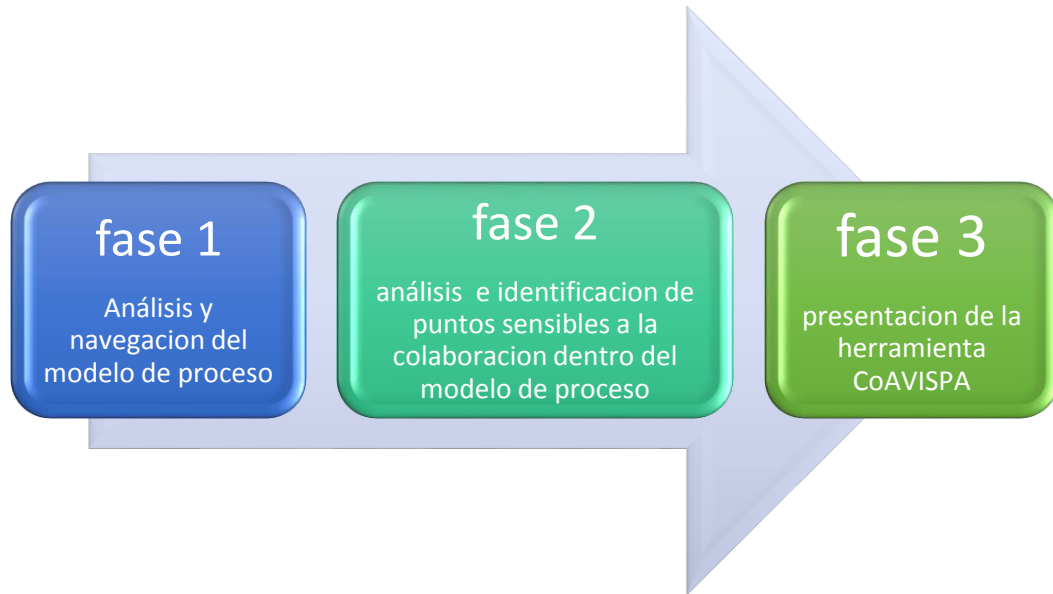 fase 1
Análisis y
navegacion del
modelo de proceso
fase 2
análisis e identificacion de
puntos sensibles a la
colaboracion dentro del
modelo de proceso
fase 3
presentacion de la
herramienta
CoAVISPA